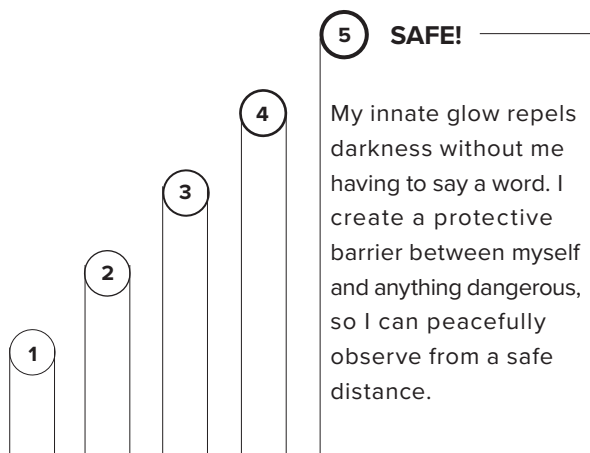 5 SAFE!
4
3
2
1
My innate glow repels
darkness without me
having to say a word. I
create a protective
barrier between myself
and anything dangerous,
so I can peacefully
observe from a safe
distance.